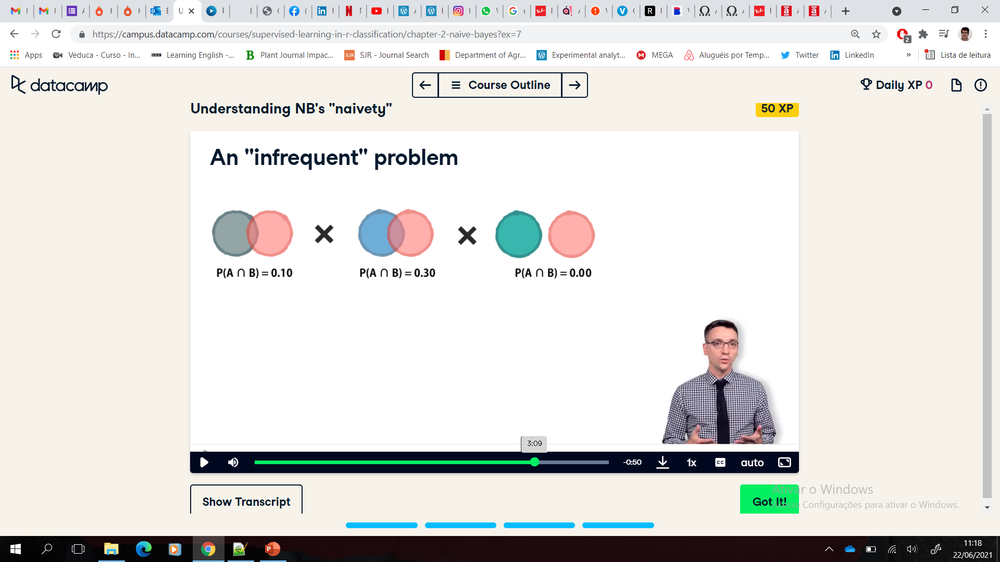 https://campus.datacamp.com/courses/supervised-learning-in-r-classification/chapter-2-naive-bayes?ex=7
2
Apps
Veduca - Curso - In...
Learning English -...
Plant Journal Impac...
SJR - Journal Search
Department of Agr...
Experimental analyt...
MEGA
Aluguéis por Temp...
Twitter
LinkedIn
»
Lista de leitura
datacamp
Course Outline
Daily XP 0
Understanding NB's "naivety"
50 XP
An "infrequent" problem
P(A ∩ B) = 0.10
P(A ∩ B) = 0.30
P(A ∩ B) = 0.00
3:09
-0:50
1x
CC
auto
Show Transcript
Got It!
Ativar o Windows
Acesse Configurações para ativar o Windows.
11:18
22/06/2021